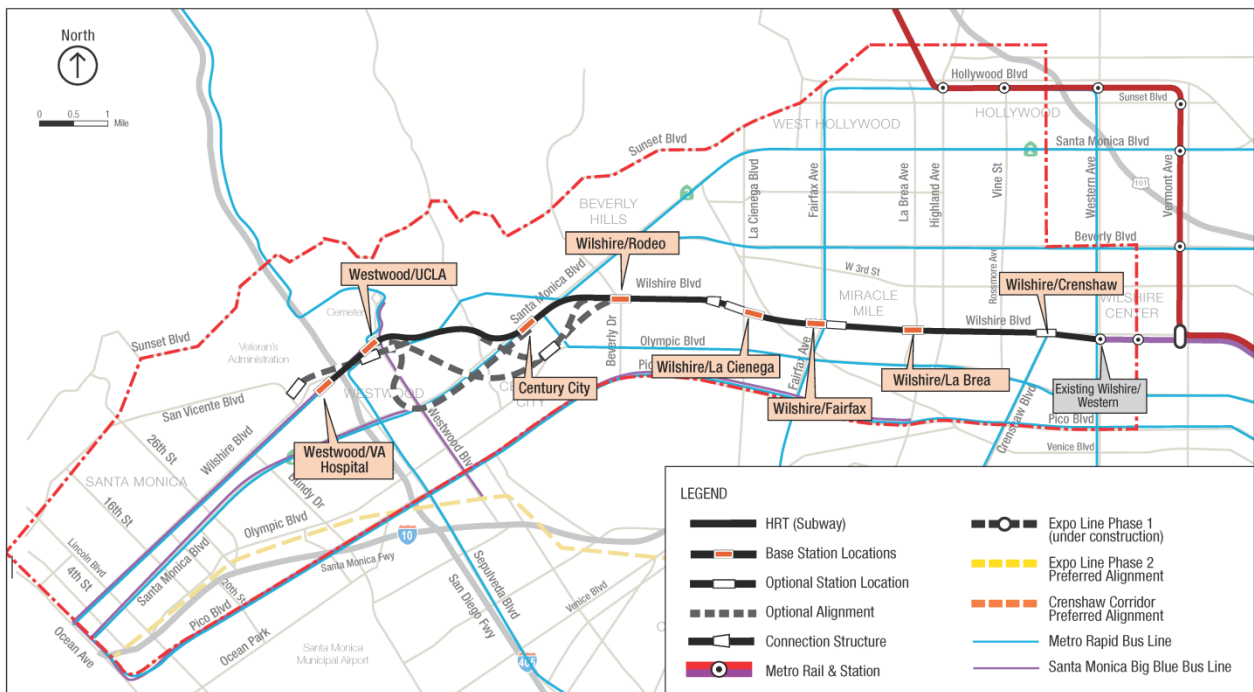 North
0 0.5 1
Mile
Hollywood Blvd
Sunset Blvd
HOLLYWOOD
WEST HOLLYWOOD
Santa Monica Blvd
2
101
Sunset Blvd
La Cienega Blvd
Fairfax Ave
La Brea Ave
Highland Ave
Vine St
Western Ave
Vermont Ave
BEVERLY HILLS
Beverly Blvd
Wilshire/Rodeo
Westwood/UCLA
W 3rd St
Rossmore Ave
Wilshire/Crenshaw
Santa Monica Blvd
Wilshire Blvd
MIRACLE
MILE
WILSHIRE
CENTER
Wilshire Blvd
Sunset Blvd
Veteran's
Administration
Beverly Dr
Olympic Blvd
Wilshire/La Cienega
Century City
Fairfax Ave
Wilshire/La Brea
Existing Wilshire/
Western
WESTWOOD
CITY
Wilshire/Fairfax
Crenshaw Blvd
Pico Blvd
Venice Blvd
San Vicente Blvd
26th St
Wilshire Blvd
Westwood/VA
Hospital
SANTA MONICA
16th St
Bundy Dr
Olympic Blvd
10
Santa Monica Fwy
Lincoln Blvd
4th St
Santa Monica Blvd
20th St
Pico Blvd
Ocean Ave
Ocean Park
Santa Monica
Municipal Airport
Sepulveda Blvd
San Diego Fwy
Venice Blvd
405
LEGEND
HRT (Subway)
Base Station Locations
Optional Station Location
Optional Alignment
Connection Structure
Metro Rail & Station
Expo Line Phase 1
(under construction)
Expo Line Phase 2
Preferred Alignment
Crenshaw Corridor
Preferred Alignment
Metro Rapid Bus Line
Santa Monica Big Blue Bus Line